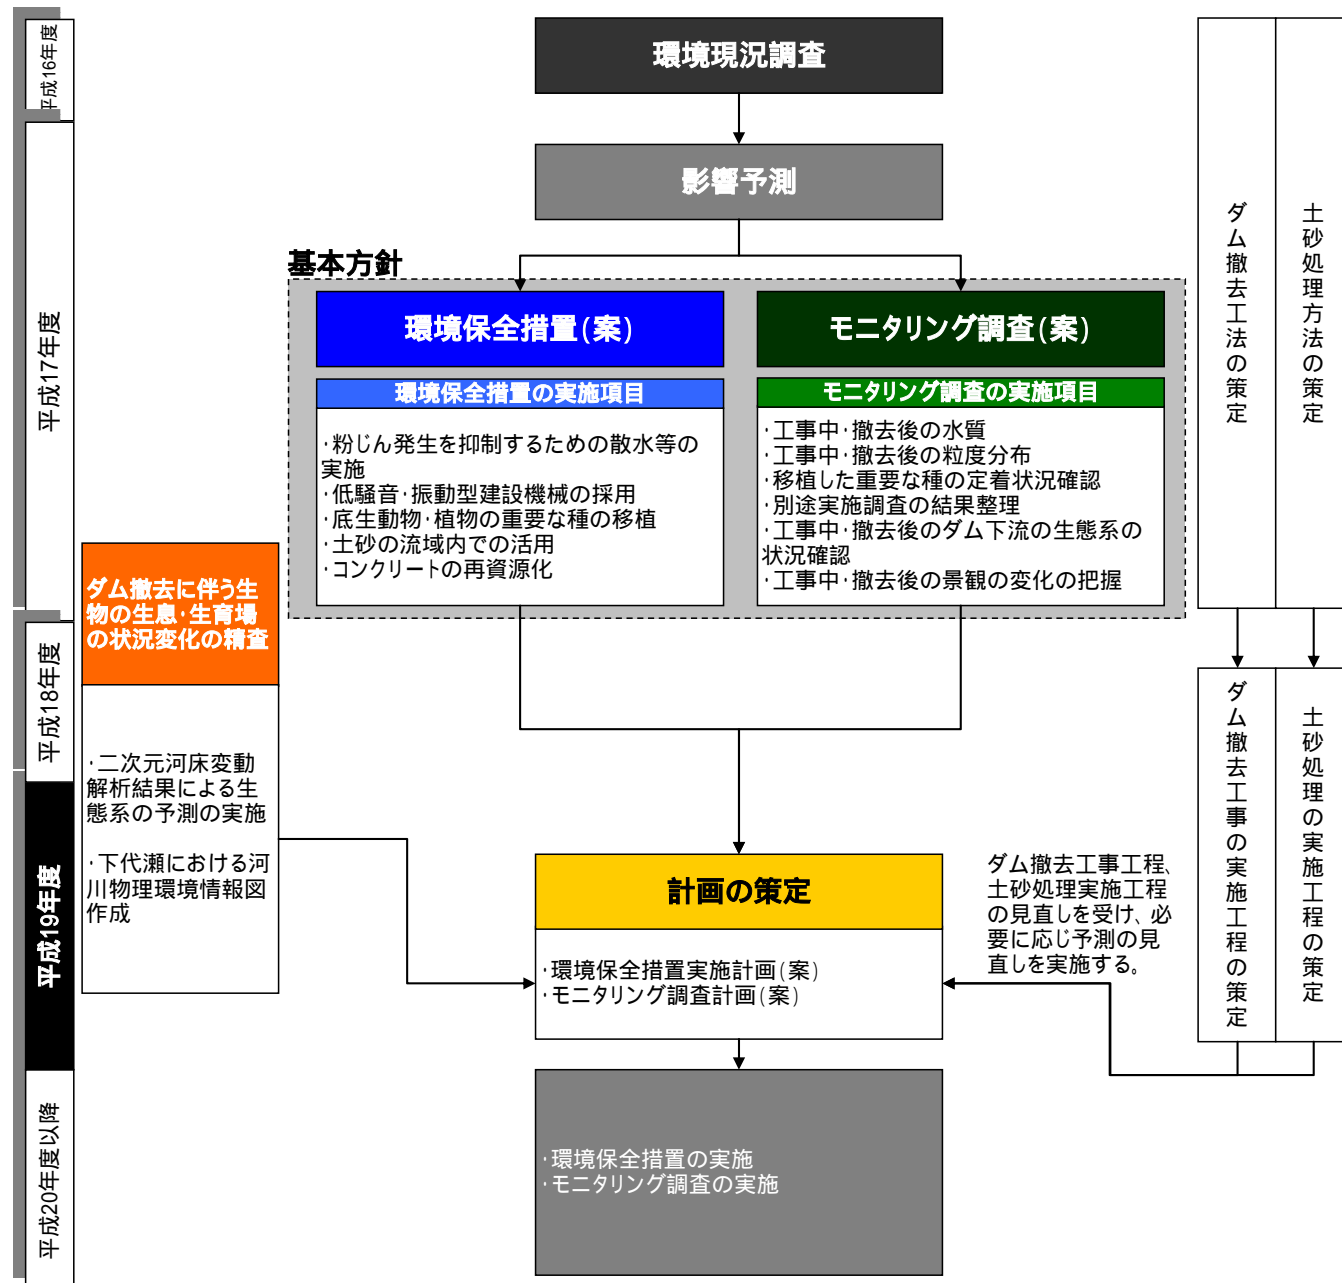 平成16年度
平成17年度
平成18年度
平成19年度
平成20年度以降
環境現況調査
影響予測
基本方針
環境保全措置(案)
環境保全措置の実施項目
・粉じん発生を抑制するための散水等の
実施
・低騒音・振動型建設機械の採用
・底生動物・植物の重要な種の移植
・土砂の流域内での活用
・コンクリートの再資源化
モニタリング調査(案)
モニタリング調査の実施項目
・工事中・撤去後の水質
・工事中・撤去後の粒度分布
・移植した重要な種の定着状況確認
・別途実施調査の結果整理
・工事中・撤去後のダム下流の生態系の
状況確認
・工事中・撤去後の景観の変化の把握
ダム撤去に伴う生
物の生息・生育場
の状況変化の精査
・二次元河床変動
解析結果による生
態系の予測の実施
・下代瀬における河
川物理環境情報図
作成
計画の策定
・環境保全措置実施計画(案)
・モニタリング調査計画(案)
・環境保全措置の実施
・モニタリング調査の実施
ダム撤去工事工程、
土砂処理実施工程
の見直しを受け、必
要に応じ予測の見
直しを実施する。
ダム撤去工法の策定
土砂処理方法の策定
ダム撤去工事の実施工程の策定
土砂処理の実施工程の策定